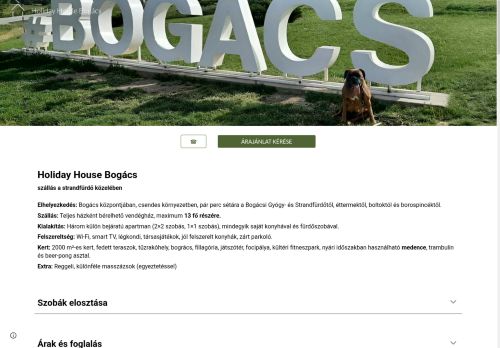 Holiday House Bogács
#BOGÁCS
ÁRAJÁNLAT KÉRÉSE
Holiday House Bogács
szállás a strandfürdő közelében
Elhelyezkedés: Bogács központjában, csendes környezetben, pár perc sétára a Bogácsi Gyógy- és Strandfürdőtől, éttermektől, boltoktól és borospincéktől.
Szállás: Teljes házként bérelhető vendégház, maximum 13 fő részére.
Kialakítás: Három külön bejáratú apartman (2×2 szobás, 1×1 szobás), mindegyik saját konyhával és fürdőszobával.
Felszereltség: Wi-Fi, smart TV, légkondi, társasjátékok, jól felszerelt konyhák, zárt parkoló.
Kert: 2000 m²-es kert, fedett teraszok, tűzrakóhely, bogrács, fillagória, játszótér, focipálya, kültéri fitneszpark, nyári időszakban használható medence, trambulin
és beer-pong asztal.
Extra: Reggeli, különféle masszázsok (egyeztetéssel)
Szobák elosztása
Árak és foglalás